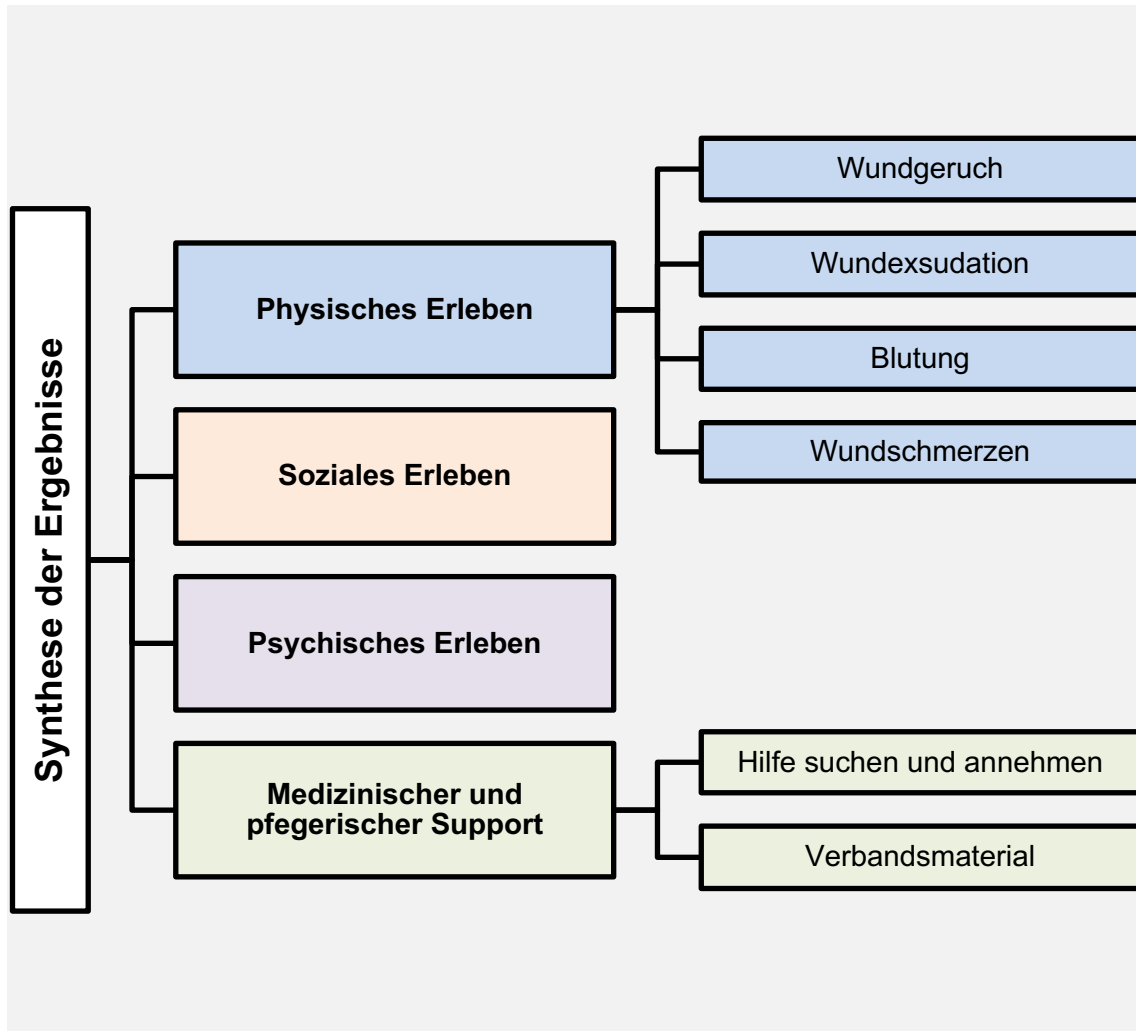 Synthese der Ergebnisse
Physisches Erleben
Wundgeruch
Wundexsudation
Blutung
Wundschmerzen
Soziales Erleben
Psychisches Erleben
Medizinischer und
pfegerischer Support
Hilfe suchen und annehmen
Verbandsmaterial